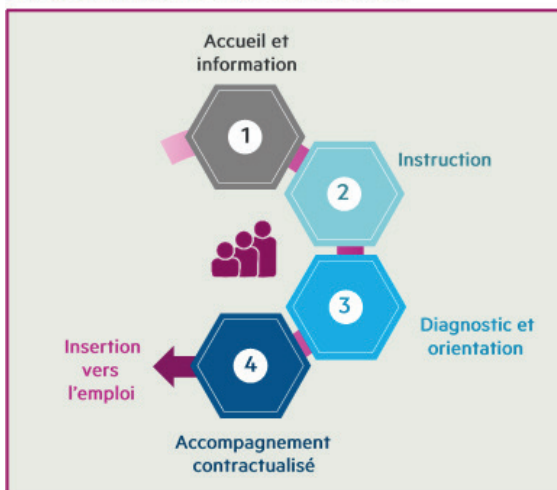 Accueil et
information
1
Instruction
2
3
Diagnostic et
orientation
4
Insertion
vers
l'emploi
Accompagnement
contractualisé